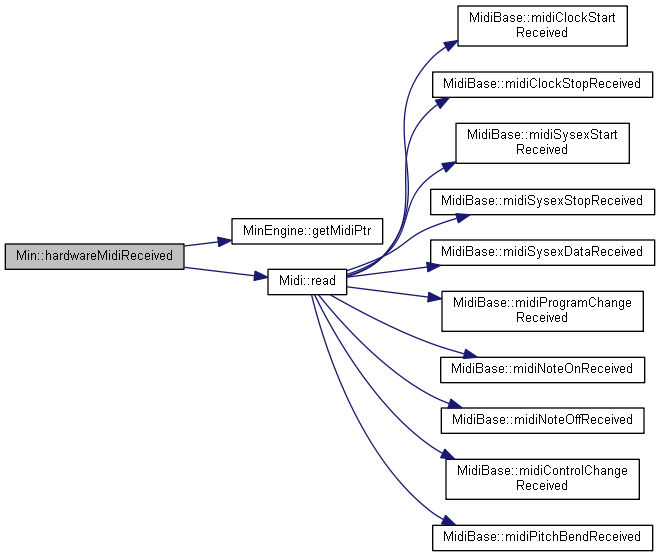 Min::hardwareMidiReceived
MinEngine::getMidiPtr
Midi::read
MidiBase::midiClockStart
Received
MidiBase::midiClockStopReceived
MidiBase::midiSysexStart
Received
MidiBase::midiSysexStopReceived
MidiBase::midiSysexDataReceived
MidiBase::midiProgramChange
Received
MidiBase::midiNoteOnReceived
MidiBase::midiNoteOffReceived
MidiBase::midiControlChange
Received
MidiBase::midiPitchBendReceived